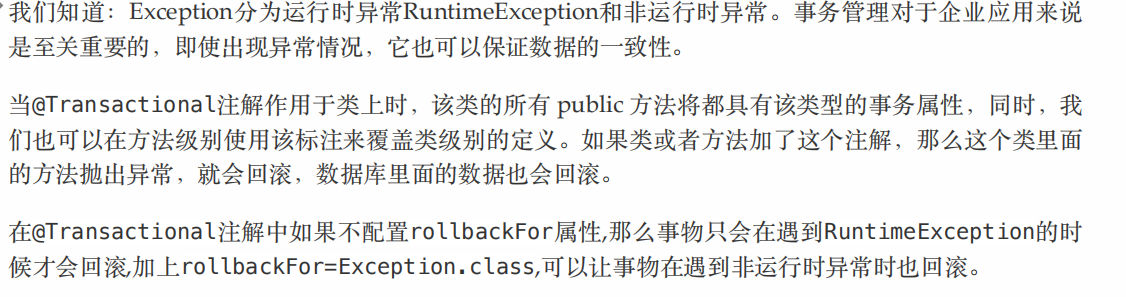 我们知道：Exception分为运行时异常RuntimeException和非运行时异常。事务管理对于企业应用来说
是至关重要的，即使出现异常情况，它也可以保证数据的一致性。
当@Transactional注解作用于类上时，该类的所有 public 方法将都具有该类型的事务属性，同时，我
们也可以在方法级别使用该标注来覆盖类级别的定义。如果类或者方法加了这个注解，那么这个类里面
的方法抛出异常，就会回滚，数据库里面的数据也会回滚。
在@Transactional注解中如果不配置rollbackFor属性,那么事物只会在遇到RuntimeException的时
候才会回滚,加上rollbackFor=Exception.class,可以让事物在遇到非运行时异常时也回滚。